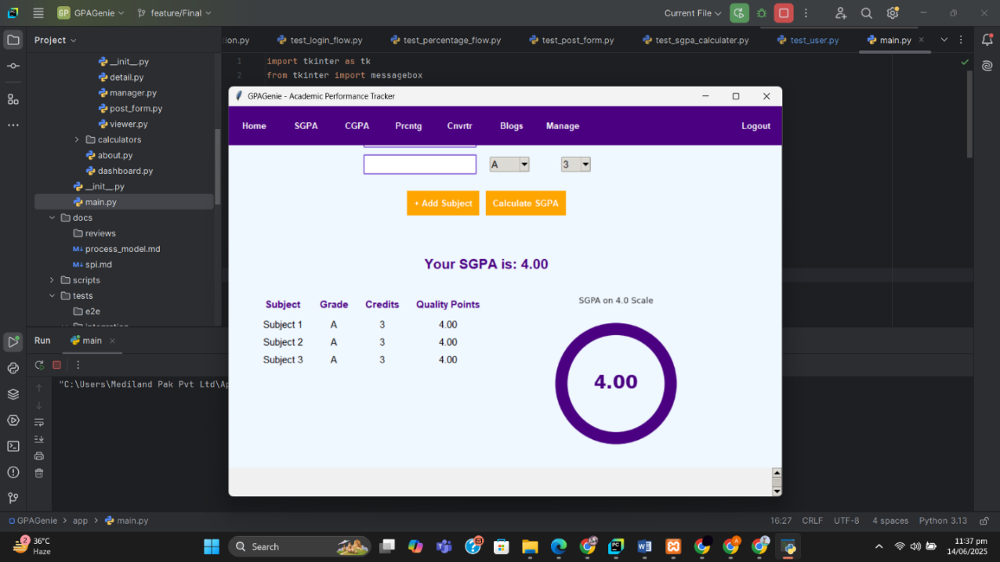 GP GPAGenie feature/Final Current File
Project
tion.py test_login_flow.py test_percentage_flow.py test_post_form.py test_sgpa_calculater.py test_user.py main.py
__init__.py
detail.py
manager.py
post_form.py
viewer.py
calculators
about.py
dashboard.py
__init__.py
main.py
docs
reviews
process_model.md
spi.md
scripts
tests
e2e
integration
1 import tkinter as tk
2 from tkinter import messagebox
GPAGenie - Academic Performance Tracker
Home SGPA CGPA Prcntg Cnvrtr Blogs Manage Logout
A 3
+ Add Subject Calculate SGPA
Your SGPA is: 4.00
Subject Grade Credits Quality Points
Subject 1 A 3 4.00
Subject 2 A 3 4.00
Subject 3 A 3 4.00
SGPA on 4.0 Scale
4.00
Run main
"C:\Users\Mediland Pak Pvt Ltd\Ap
GPAGenie app main.py 16:27 CRLF UTF-8 4 spaces Python 3.13
2 36°C
Haze
Search
11:37 pm
14/06/2025